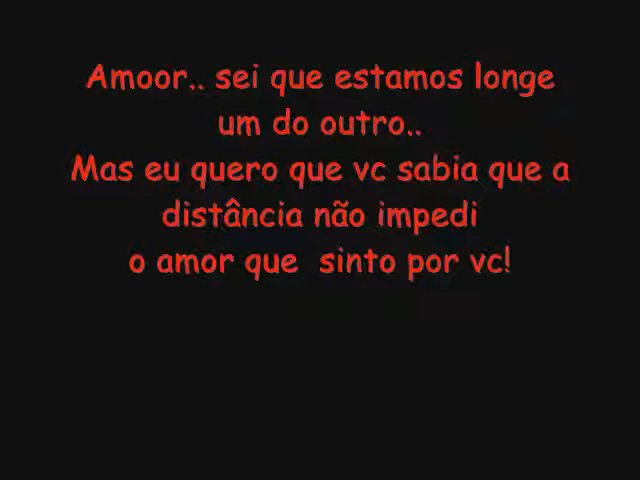 Amoor.. sei que estamos longe
um do outro..
Mas eu quero que vc sabia que a
distância não impedi
o amor que  sinto por vc!